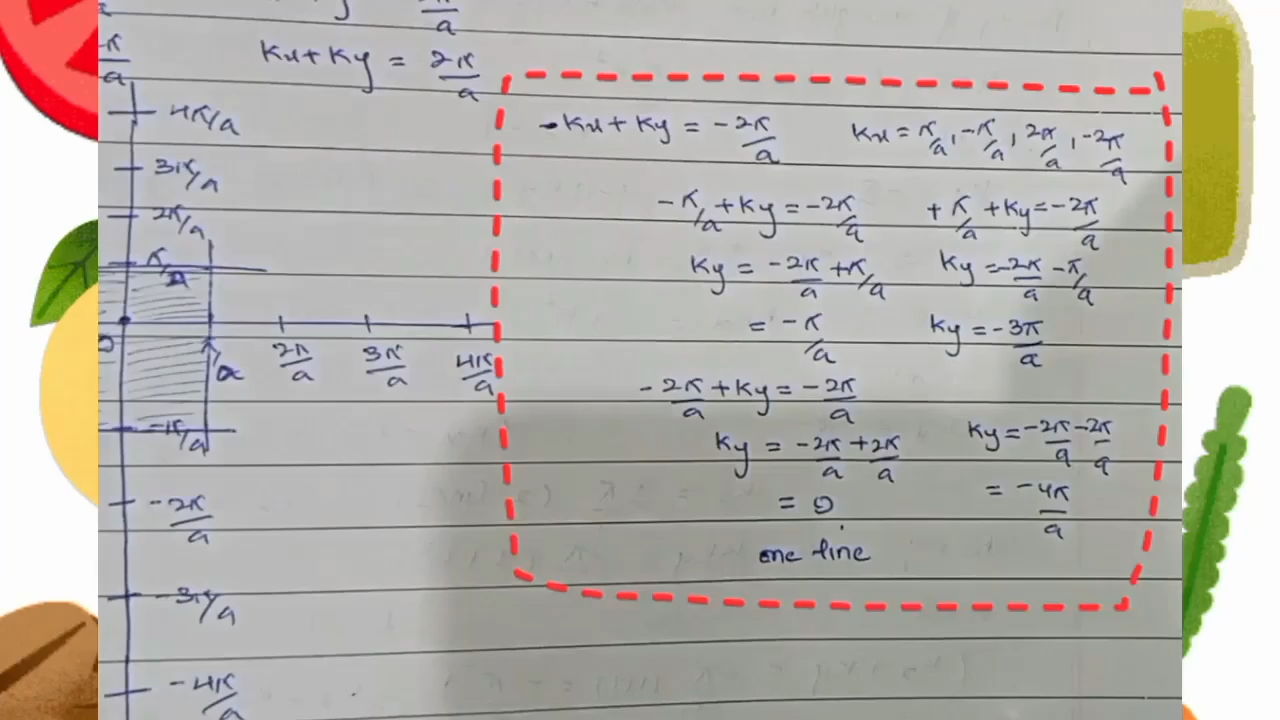 π/a
Kx + Ky = 2π/a
4π/a
3π/a
2π/a
π/a
2π/a
3π/a
4π/a
-π/a
-2π/a
-3π/a
-4π/a
-Kx + Ky = -2π/a
Kx = π/a, -π/a, 2π/a, -2π/a
-π/a + Ky = -2π/a
+π/a + Ky = -2π/a
Ky = -2π/a + π/a
Ky = -2π/a - π/a
= -π/a
Ky = -3π/a
-2π/a + Ky = -2π/a
Ky = -2π/a + 2π/a
Ky = -2π/a - 2π/a
= 0
= -4π/a
one line